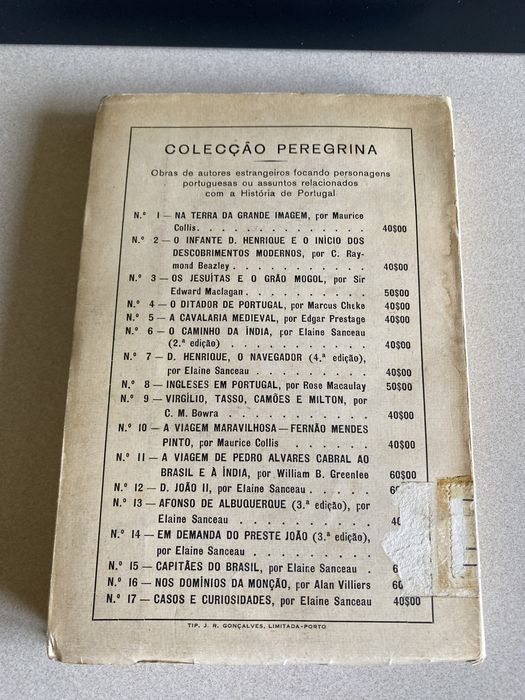 COLECÇÃO PEREGRINA
Obras de autores estrangeiros focando personagens
portuguesas ou assuntos relacionados
com a História de Portugal
N.º 1 — NA TERRA DA GRANDE IMAGEM, por Maurice
Collis. . . . . . . . . . . . . . 40$00
N.º 2 — O INFANTE D. HENRIQUE E O INÍCIO DOS
DESCOBRIMENTOS MODERNOS, por C. Ray-
mond Beazley . . . . . . . . . . . 40$00
N.º 3 — OS JESUÍTAS E O GRÃO MOGOL, por Sir
Edward Maclagan . . . . . . . . . . 50$00
N.º 4 — O DITADOR DE PORTUGAL, por Marcus Cheke 40$00
N.º 5 — A CAVALARIA MEDIEVAL, por Edgar Prestage 40$00
N.º 6 — O CAMINHO DA ÍNDIA, por Elaine Sanceau
(2.ª edição) . . . . . . . . . . . 40$00
N.º 7 — D. HENRIQUE, O NAVEGADOR (4.ª edição),
por Elaine Sanceau . . . . . . . . . 40$00
N.º 8 — INGLESES EM PORTUGAL, por Rose Macaulay 50$00
N.º 9 — VIRGÍLIO, TASSO, CAMÕES E MILTON, por
C. M. Bowra . . . . . . . . . . . 40$00
N.º 10 — A VIAGEM MARAVILHOSA — FERNÃO MENDES
PINTO, por Maurice Collis . . . . . . 40$00
N.º 11 — A VIAGEM DE PEDRO ALVARES CABRAL AO
BRASIL E À ÍNDIA, por William B. Greenlee 60$00
N.º 12 — D. JOÃO II, por Elaine Sanceau . . . . . 6
N.º 13 — AFONSO DE ALBUQUERQUE (3.ª edição), por
Elaine Sanceau . . . . . . . . . . 40
N.º 14 — EM DEMANDA DO PRESTE JOÃO (3.ª edição),
por Elaine Sanceau . . . . . . . . .
N.º 15 — CAPITÃES DO BRASIL, por Elaine Sanceau . 6
N.º 16 — NOS DOMÍNIOS DA MONÇÃO, por Alan Villiers 60
N.º 17 — CASOS E CURIOSIDADES, por Elaine Sanceau 40$00
TIP. J. R. GONÇALVES, LIMITADA-PORTO